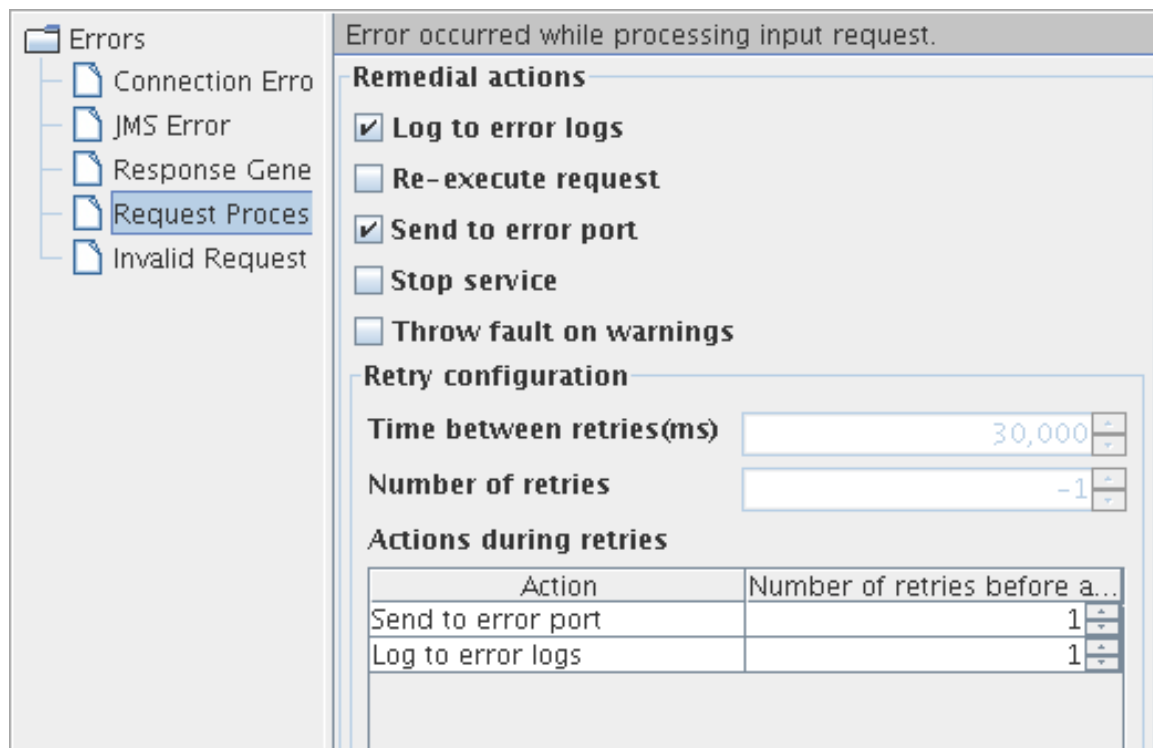 Errors
Connection Erro
JMS Error
Response Gene
Request Proces
Invalid Request
Error occurred while processing input request.
Remedial actions
Log to error logs
Re-execute request
Send to error port
Stop service
Throw fault on warnings
Retry configuration
Time between retries(ms) 30,000
Number of retries -1
Actions during retries
Action Number of retries before a...
Send to error port 1
Log to error logs 1